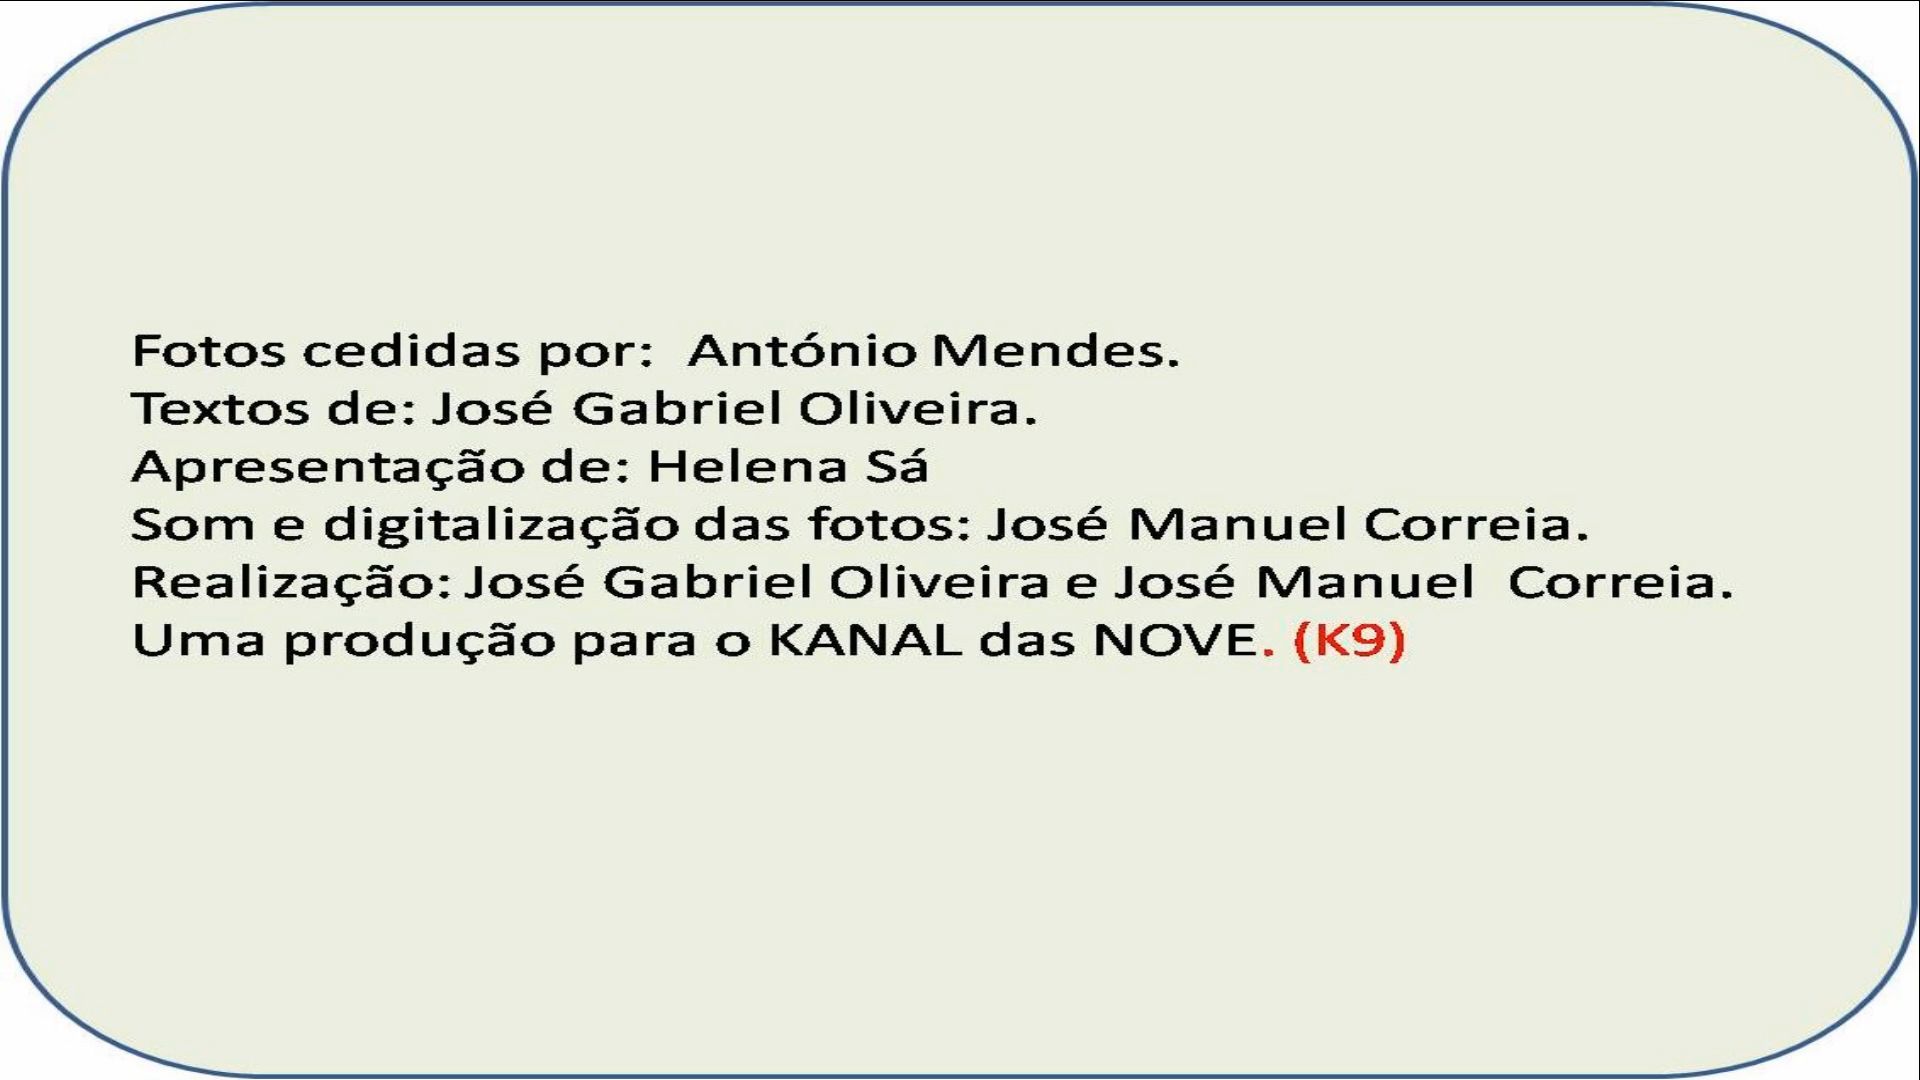 Fotos cedidas por:  António Mendes.
Textos de: José Gabriel Oliveira.
Apresentação de: Helena Sá
Som e digitalização das fotos: José Manuel Correia.
Realização: José Gabriel Oliveira e José Manuel  Correia.
Uma produção para o KANAL das NOVE. (K9)